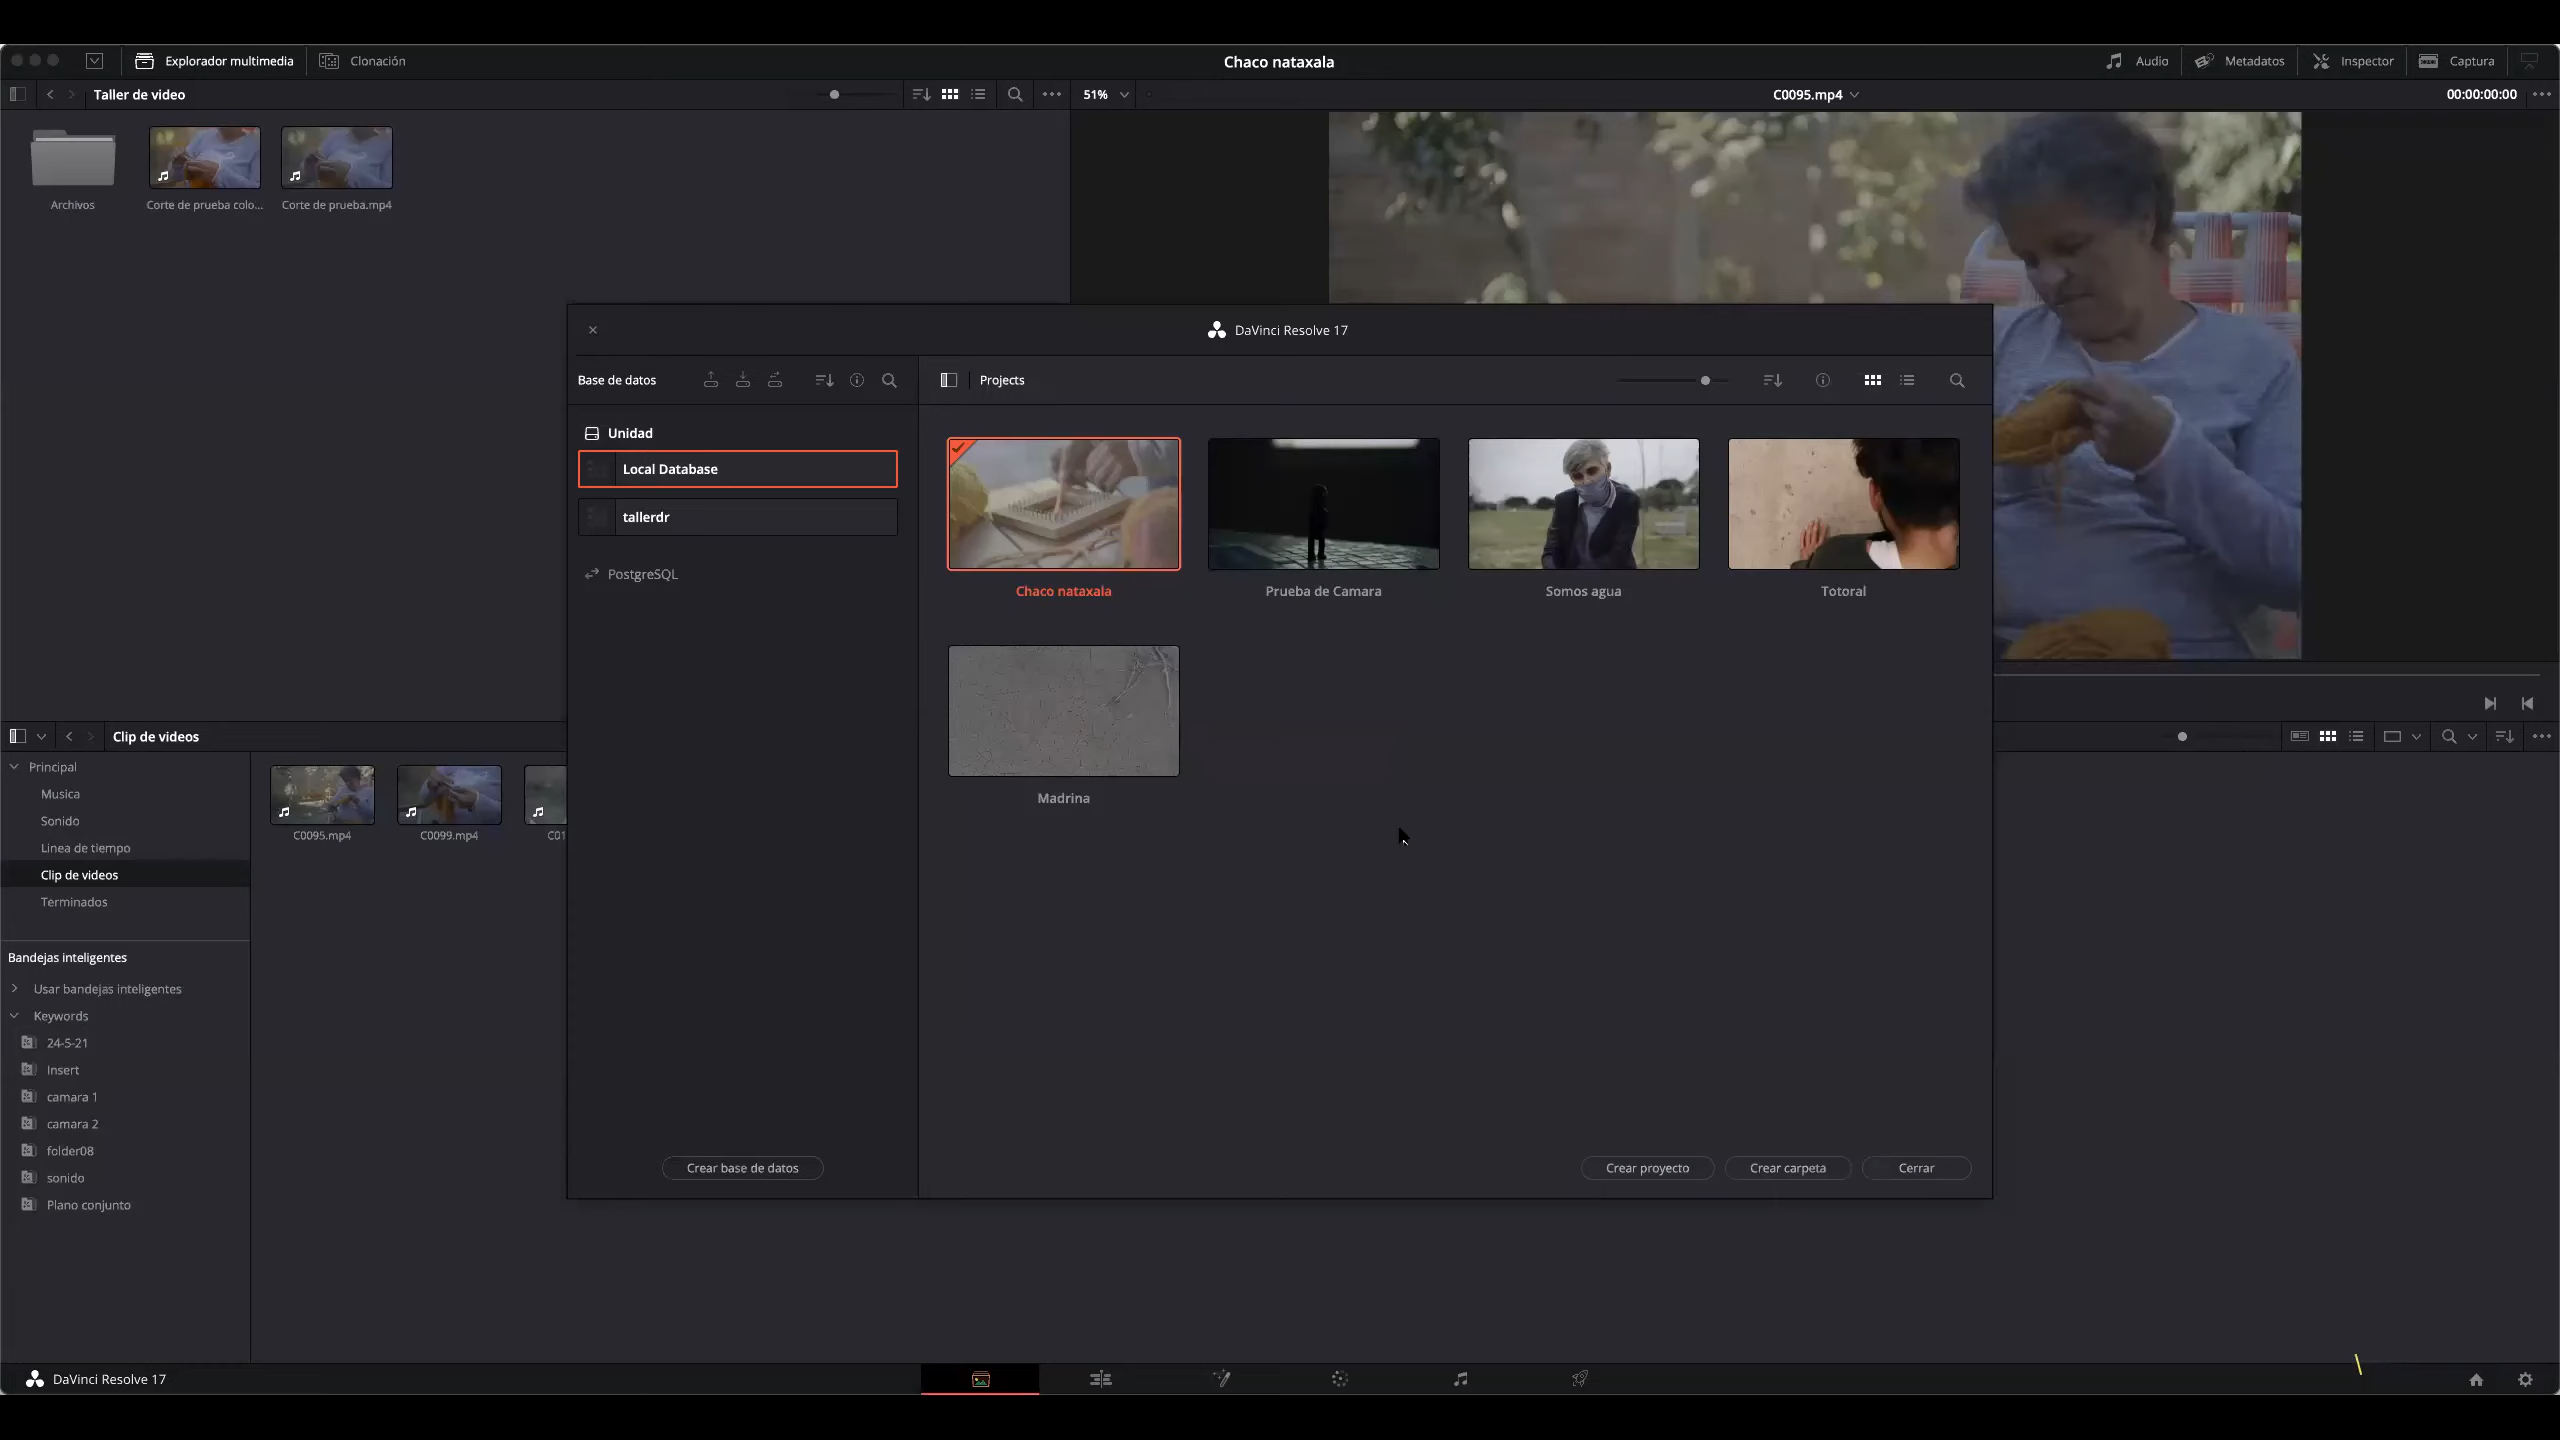 Explorador multimedia
Clonación
Chaco nataxala
Audio
Metadatos
Inspector
Captura
Taller de video
51%
C0095.mp4
00:00:00:00
Archivos
Corte de prueba colo...
Corte de prueba.mp4
DaVinci Resolve 17
Base de datos
Projects
Unidad
Local Database
tallerdr
PostgreSQL
Chaco nataxala
Prueba de Camara
Somos agua
Totoral
Madrina
Crear base de datos
Crear proyecto
Crear carpeta
Cerrar
Clip de videos
Principal
Musica
Sonido
Linea de tiempo
Clip de videos
Terminados
C0095.mp4
C0099.mp4
C01
Bandejas inteligentes
Usar bandejas inteligentes
Keywords
24-5-21
Insert
camara 1
camara 2
folder08
sonido
Plano conjunto
DaVinci Resolve 17